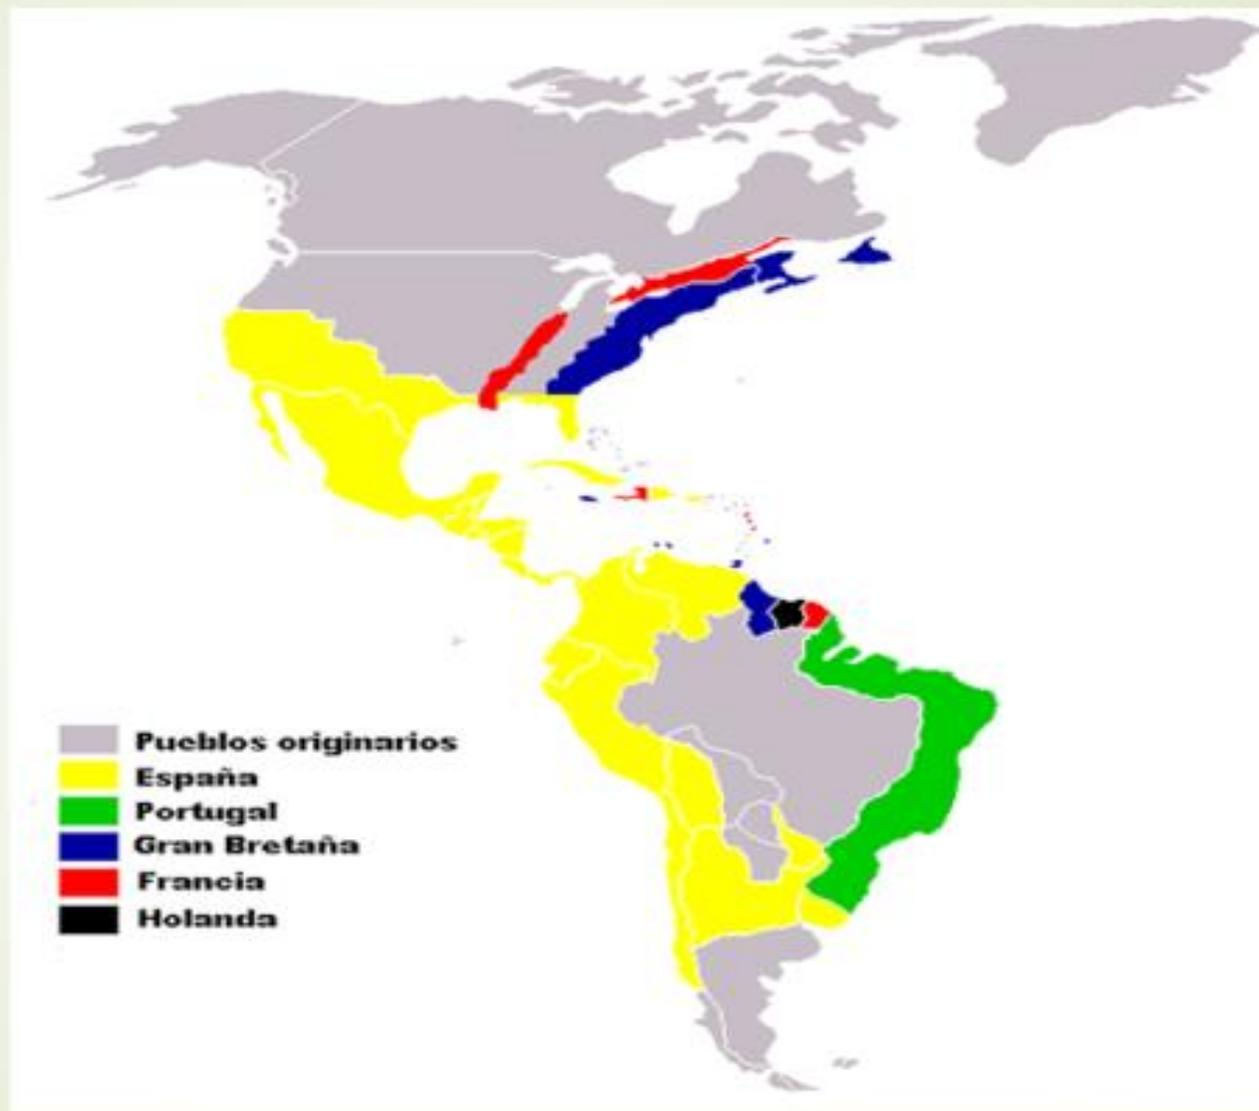 Pueblos originarios
España
Portugal
Gran Bretaña
Francia
Holanda